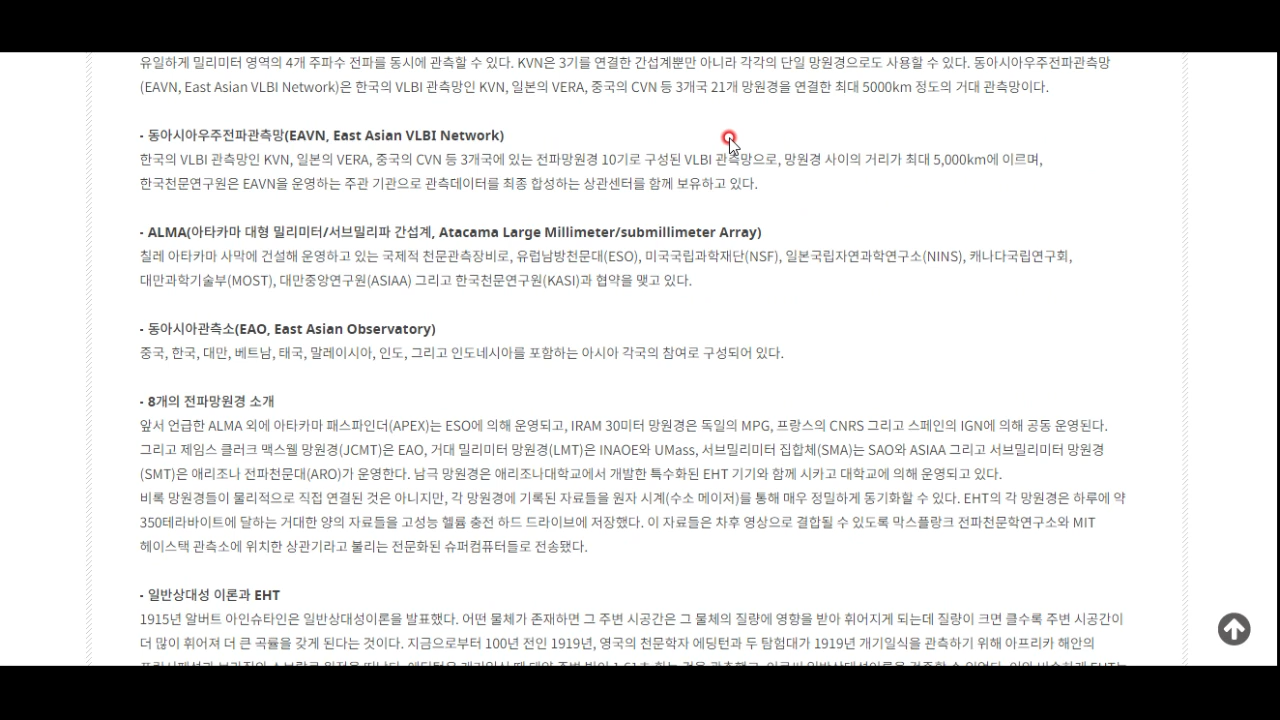 유일하게 밀리미터 영역의 4개 주파수 전파를 동시에 관측할 수 있다. KVN은 3기를 연결한 간섭계뿐만 아니라 각각의 단일 망원경으로도 사용할 수 있다. 동아시아우주전파관측망
(EAVN, East Asian VLBI Network)은 한국의 VLBI 관측망인 KVN, 일본의 VERA, 중국의 CVN 등 3개국 21개 망원경을 연결한 최대 5000km 정도의 거대 관측망이다.
- 동아시아우주전파관측망(EAVN, East Asian VLBI Network)
한국의 VLBI 관측망인 KVN, 일본의 VERA, 중국의 CVN 등 3개국에 있는 전파망원경 10기로 구성된 VLBI 관측망으로, 망원경 사이의 거리가 최대 5,000km에 이르며,
한국천문연구원은 EAVN을 운영하는 주관 기관으로 관측데이터를 최종 합성하는 상관센터를 함께 보유하고 있다.
- ALMA(아타카마 대형 밀리미터/서브밀리파 간섭계, Atacama Large Millimeter/submillimeter Array)
칠레 아타카마 사막에 건설해 운영하고 있는 국제적 천문관측장비로, 유럽남방천문대(ESO), 미국국립과학재단(NSF), 일본국립자연과학연구소(NINS), 캐나다국립연구회,
대만과학기술부(MOST), 대만중앙연구원(ASIAA) 그리고 한국천문연구원(KASI)과 협약을 맺고 있다.
- 동아시아관측소(EAO, East Asian Observatory)
중국, 한국, 대만, 베트남, 태국, 말레이시아, 인도, 그리고 인도네시아를 포함하는 아시아 각국의 참여로 구성되어 있다.
- 8개의 전파망원경 소개
앞서 언급한 ALMA 외에 아타카마 패스파인더(APEX)는 ESO에 의해 운영되고, IRAM 30미터 망원경은 독일의 MPG, 프랑스의 CNRS 그리고 스페인의 IGN에 의해 공동 운영된다.
그리고 제임스 클러크 맥스웰 망원경(JCMT)은 EAO, 거대 밀리미터 망원경(LMT)은 INAOE와 UMass, 서브밀리미터 집합체(SMA)는 SAO와 ASIAA 그리고 서브밀리미터 망원경
(SMT)은 애리조나 전파천문대(ARO)가 운영한다. 남극 망원경은 애리조나대학교에서 개발한 특수화된 EHT 기기와 함께 시카고 대학교에 의해 운영되고 있다.
비록 망원경들이 물리적으로 직접 연결된 것은 아니지만, 각 망원경에 기록된 자료들을 원자 시계(수소 메이저)를 통해 매우 정밀하게 동기화할 수 있다. EHT의 각 망원경은 하루에 약
350테라바이트에 달하는 거대한 양의 자료들을 고성능 헬륨 충전 하드 드라이브에 저장했다. 이 자료들은 차후 영상으로 결합될 수 있도록 막스플랑크 전파천문학연구소와 MIT
헤이스택 관측소에 위치한 상관기라고 불리는 전문화된 슈퍼컴퓨터들로 전송됐다.
- 일반상대성 이론과 EHT
1915년 알버트 아인슈타인은 일반상대성이론을 발표했다. 어떤 물체가 존재하면 그 주변 시공간은 그 물체의 질량에 영향을 받아 휘어지게 되는데 질량이 크면 클수록 주변 시공간이
더 많이 휘어져 더 큰 곡률을 갖게 된다는 것이다. 지금으로부터 100년 전인 1919년, 영국의 천문학자 에딩턴과 두 탐험대가 1919년 개기일식을 관측하기 위해 아프리카 해안의